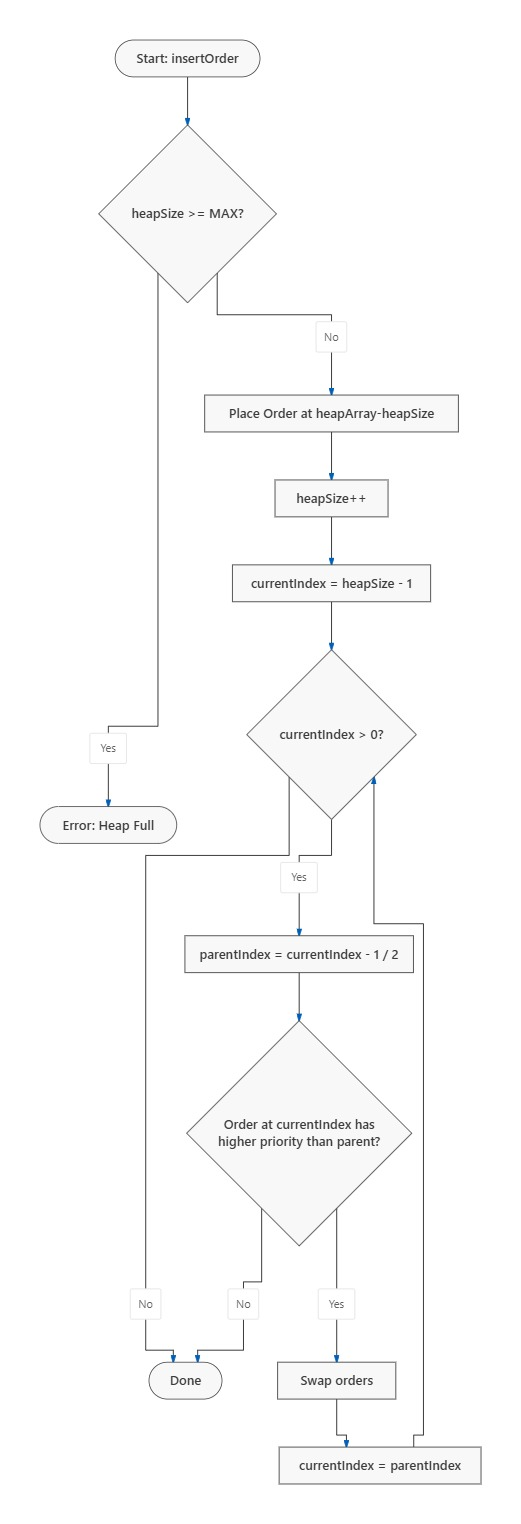 Start: insertOrder
heapSize >= MAX?
No
Place Order at heapArray-heapSize
heapSize++
currentIndex = heapSize - 1
currentIndex > 0?
Yes
Error: Heap Full
Yes
parentIndex = currentIndex - 1 / 2
Order at currentIndex has
higher priority than parent?
No
No
Yes
Done
Swap orders
currentIndex = parentIndex